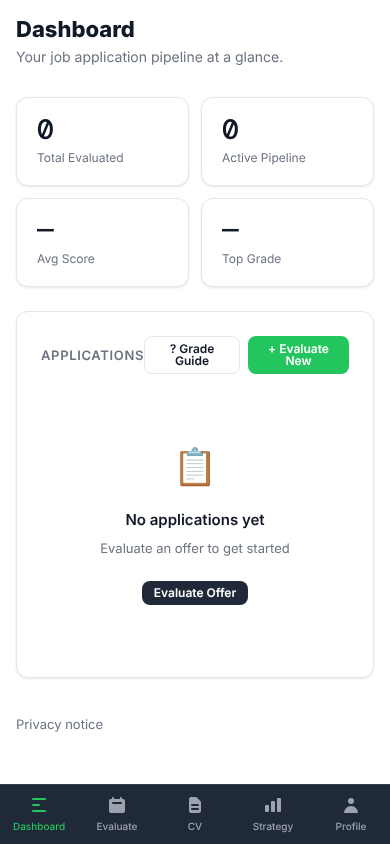 Dashboard
Your job application pipeline at a glance.
0
0
Total Evaluated
Active Pipeline
—
—
Avg Score
Top Grade
APPLICATIONS
? Grade
Guide
+ Evaluate
New
No applications yet
Evaluate an offer to get started
Evaluate Offer
Privacy notice
Dashboard
Evaluate
CV
Strategy
Profile